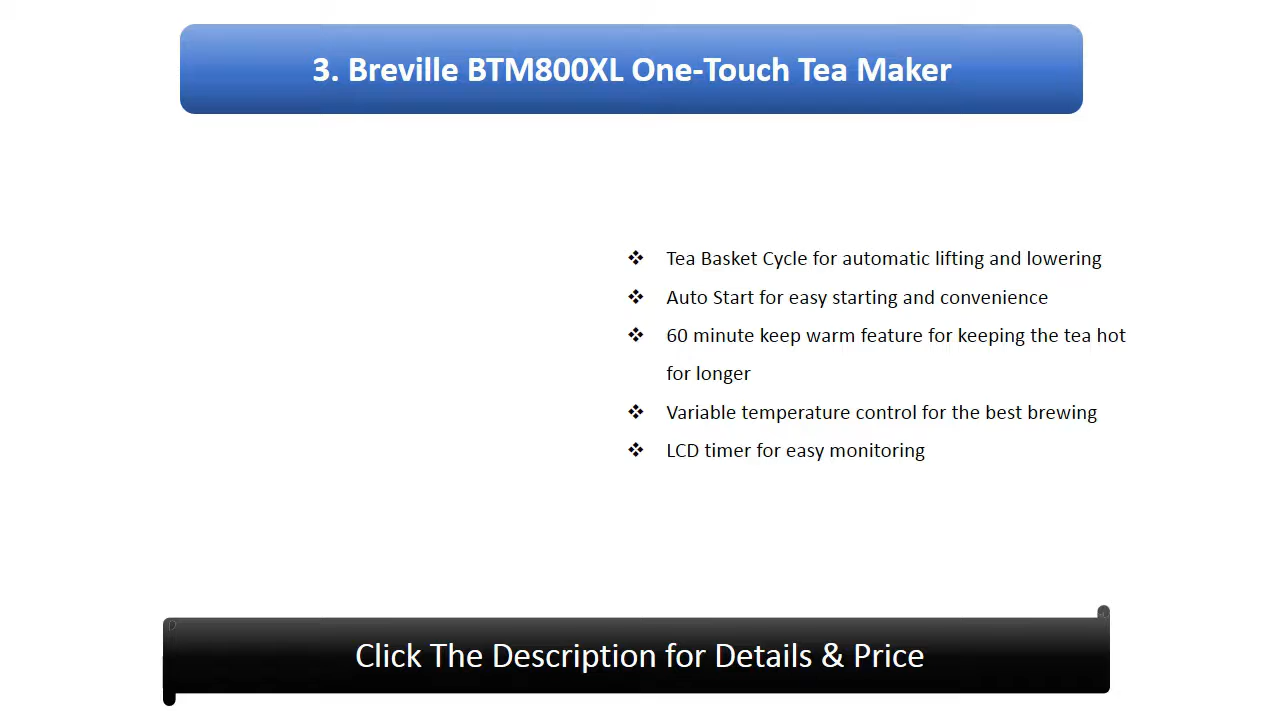 3. Breville BTM800XL One-Touch Tea Maker
❖ Tea Basket Cycle for automatic lifting and lowering
❖ Auto Start for easy starting and convenience
❖ 60 minute keep warm feature for keeping the tea hot
for longer
❖ Variable temperature control for the best brewing
❖ LCD timer for easy monitoring
Click The Description for Details & Price